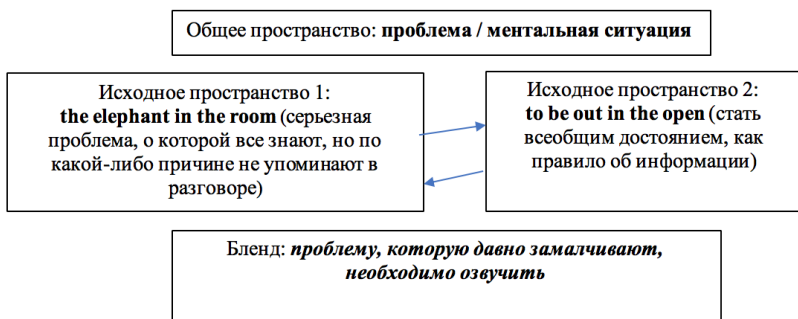 Общее пространство: проблема / ментальная ситуация
Исходное пространство 1:
the elephant in the room (серьезная
проблема, о которой все знают, но по
какой-либо причине не упоминают в
разговоре)
Исходное пространство 2:
to be out in the open (стать
всеобщим достоянием, как
правило об информации)
Бленд: проблему, которую давно замалчивают,
необходимо озвучить